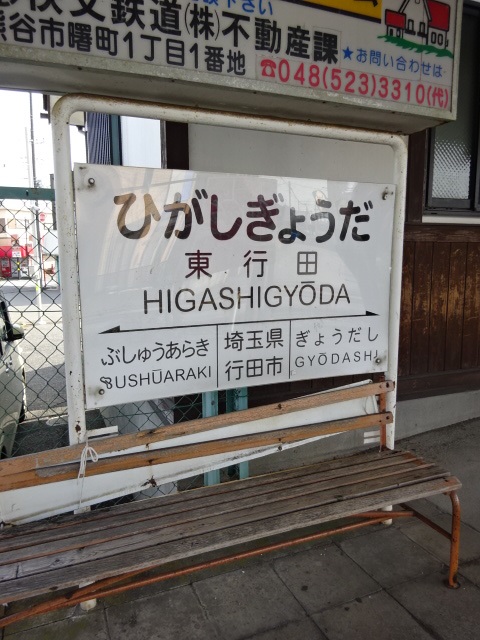 父鉄道(株)不動産課
熊谷市曙町1丁目1番地
★お問い合わせは
☎048(523)3310(代)
ひがしぎょうだ
東行田
HIGASHIGYŌDA
ぶしゅうあらき
BUSHŪARAKI
埼玉県
行田市
ぎょうだし
GYŌDASHI